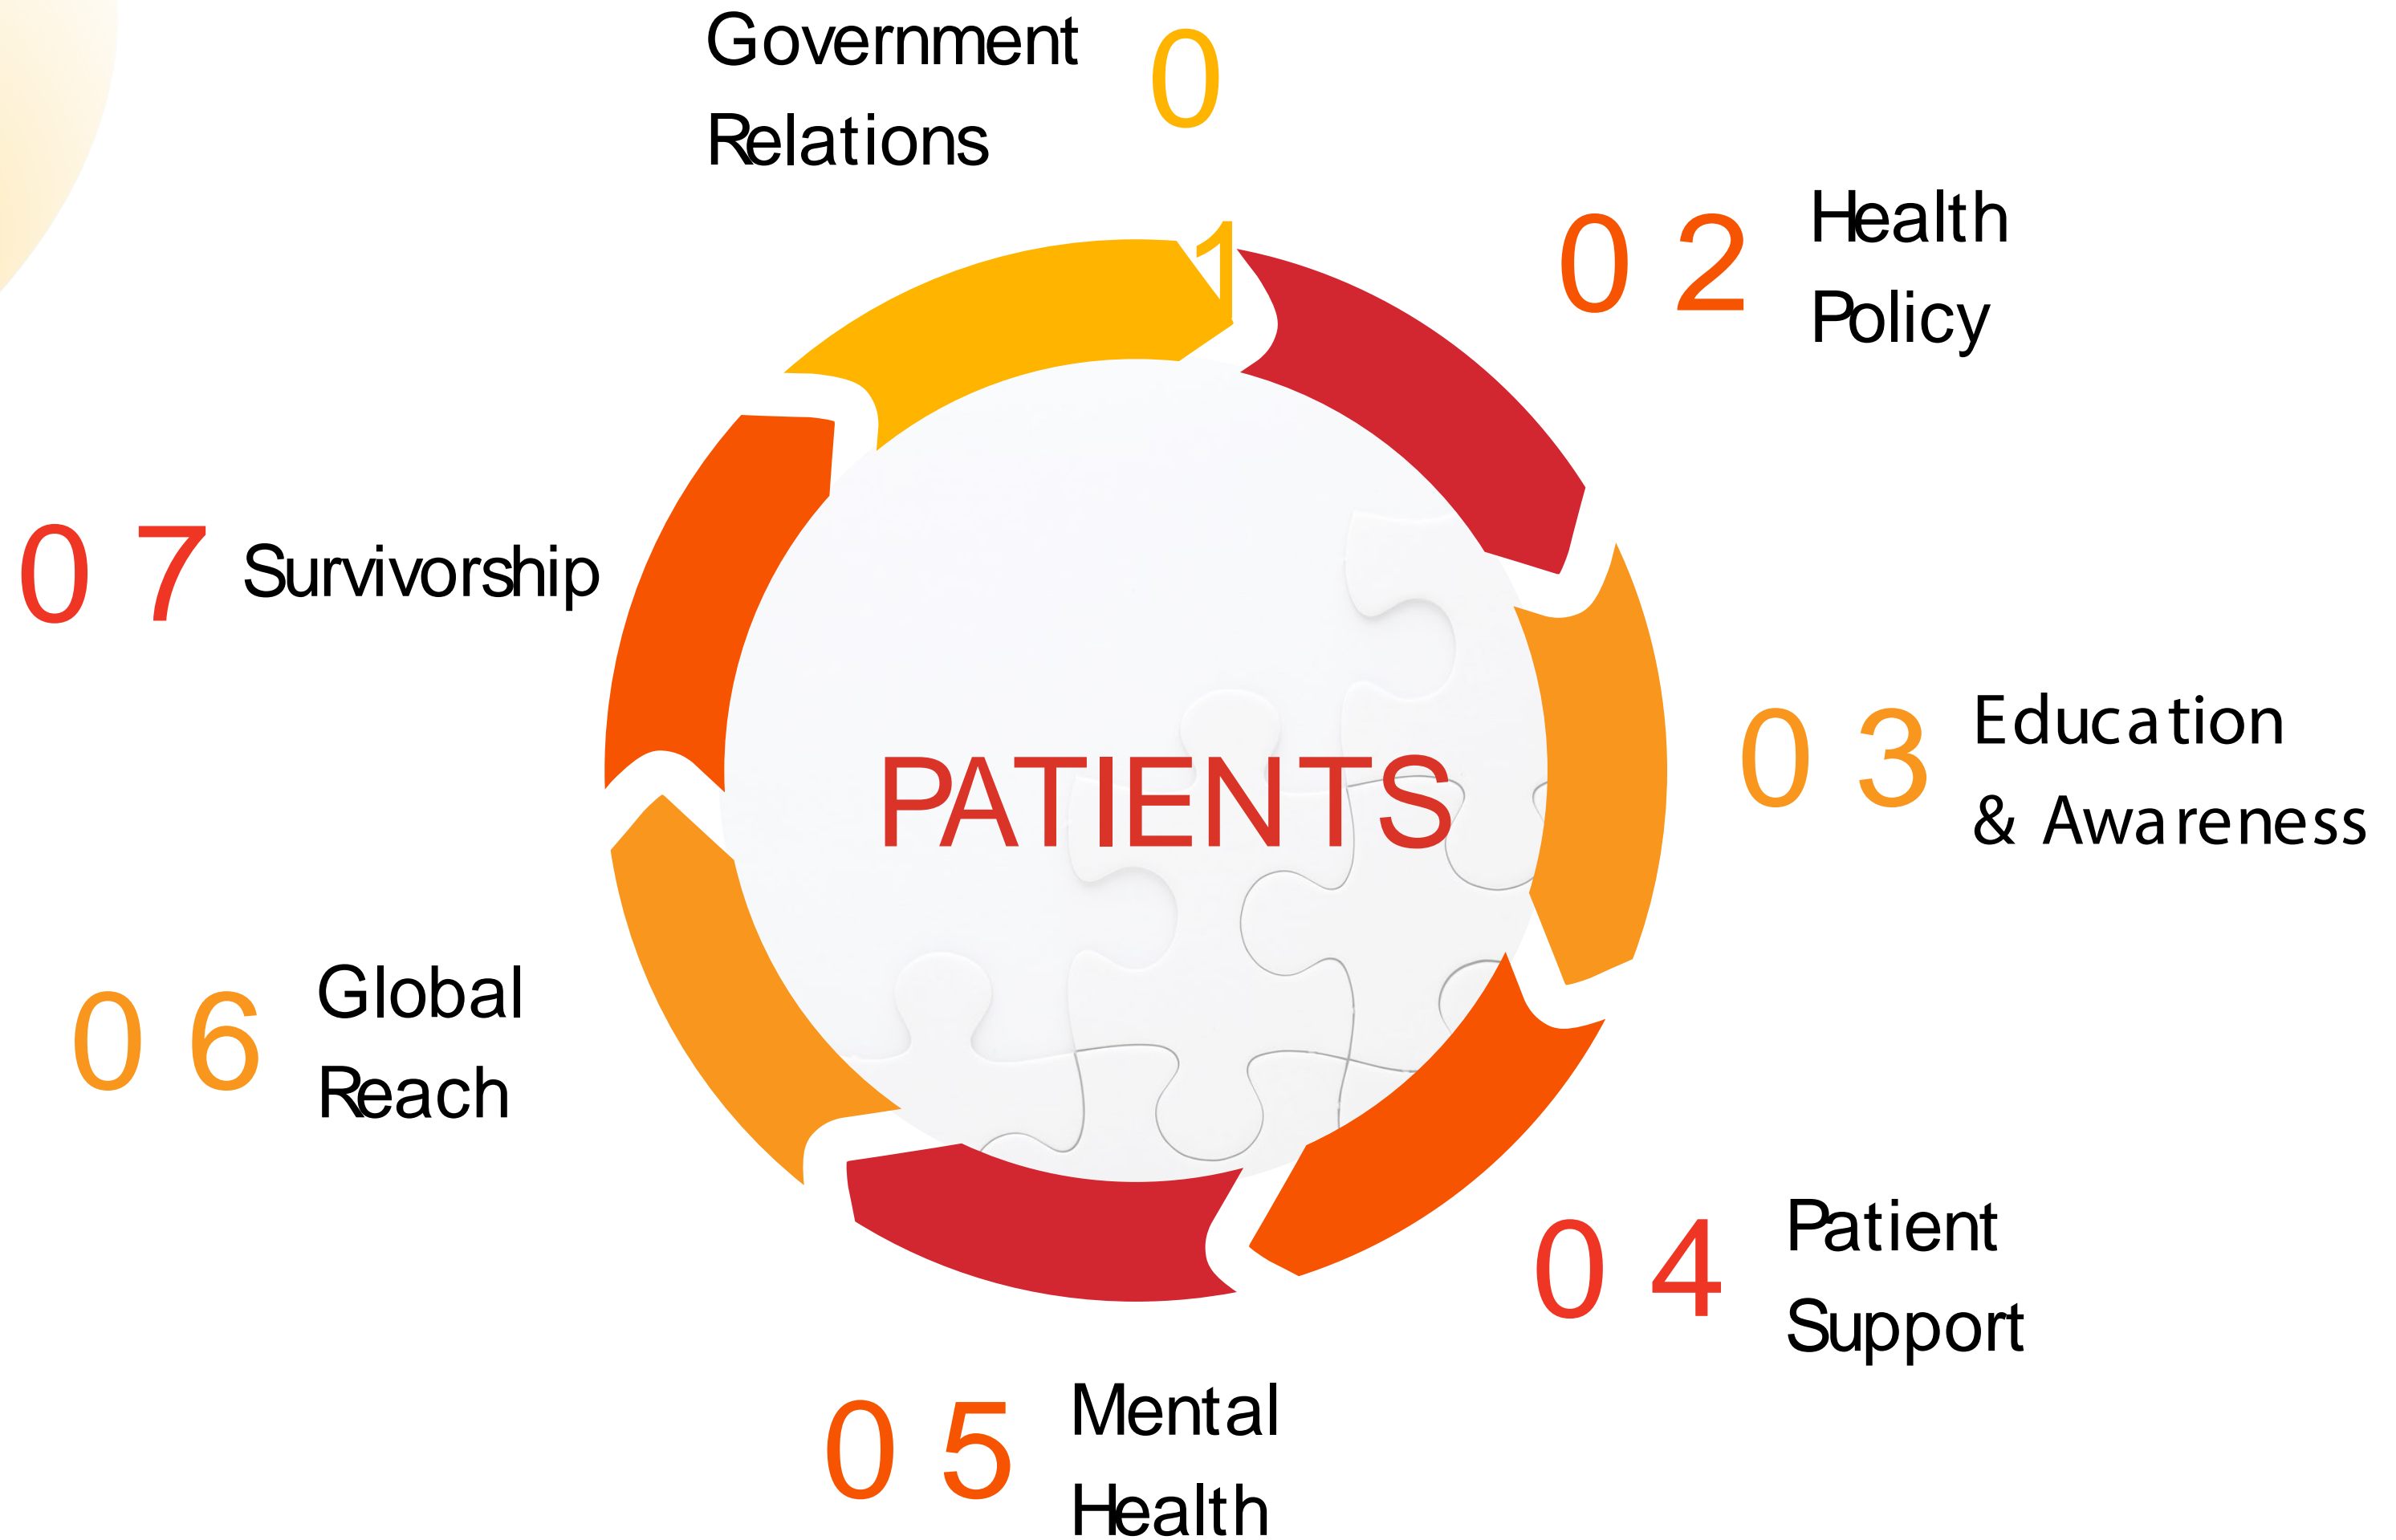 Government
Relations
01
02
Health
Policy
03
Education
& Awareness
04
Patient
Support
05
Mental
Health
06
Global
Reach
07
Survivorship
PATIENTS